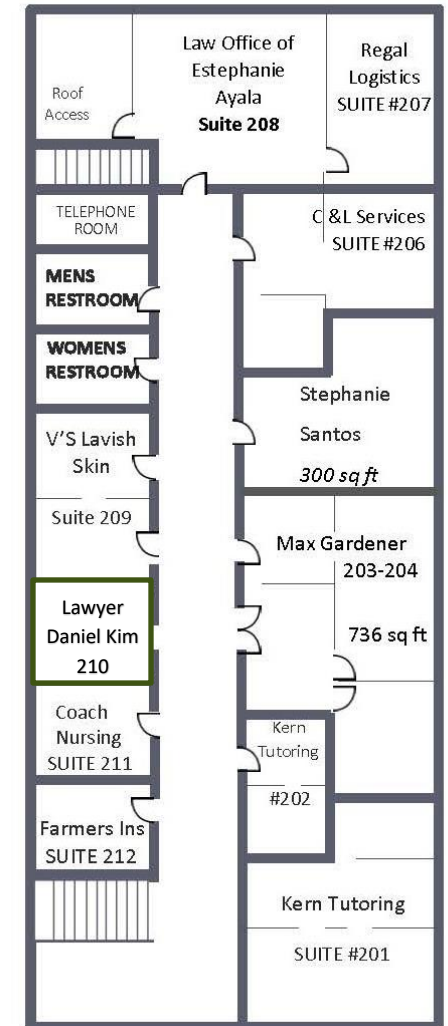 Roof
Access
Law Office of
Estephanie
Ayala
Suite 208
Regal
Logistics
SUITE #207
TELEPHONE
ROOM
C &L Services
SUITE #206
MENS
RESTROOM
WOMENS
RESTROOM
Stephanie
Santos
300 sq ft
V'S Lavish
Skin
Suite 209
Max Gardener
203-204
736 sq ft
Lawyer
Daniel Kim
210
Coach
Nursing
SUITE 211
Kern
Tutoring
#202
Farmers Ins
SUITE 212
Kern Tutoring
SUITE #201